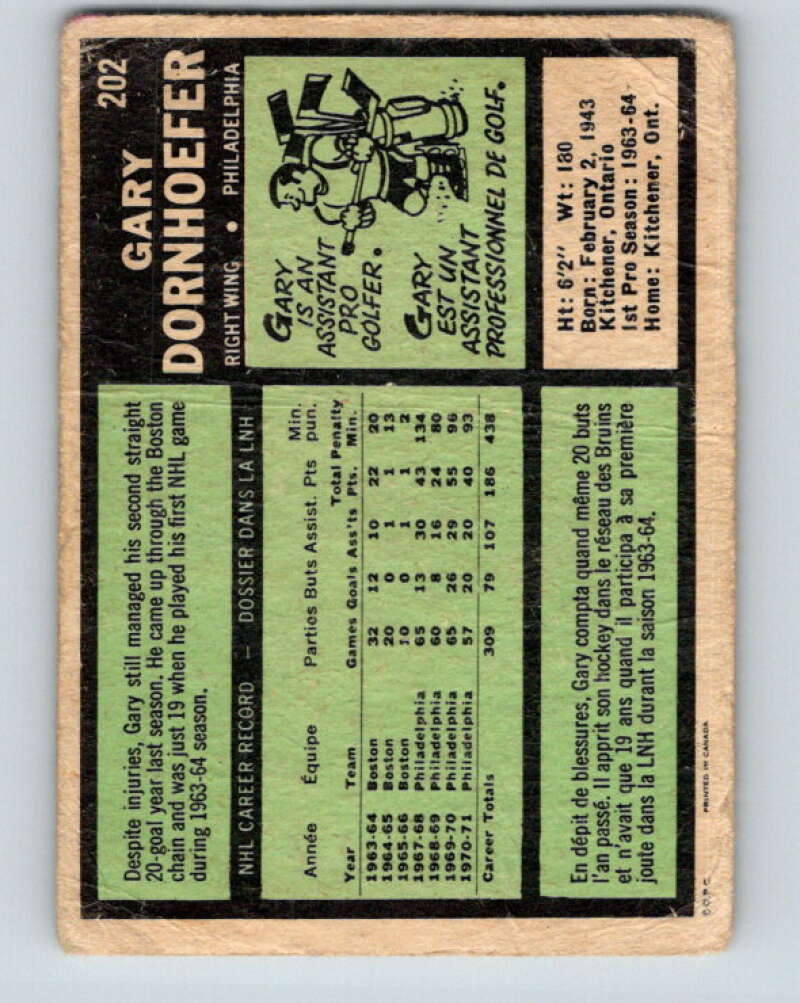 202
GARY
DORNHOEFER
RIGHT WING • PHILADELPHIA
GARY
IS AN
ASSISTANT
PRO
GOLFER.
GARY
EST UN
ASSISTANT
PROFESSIONNEL DE GOLF.
Ht: 6'2" Wt: 180
Born: February 2, 1943
Kitchener, Ontario
1st Pro Season: 1963-64
Home: Kitchener, Ont.
Despite injuries, Gary still managed his second straight
20-goal year last season. He came up through the Boston
chain and was just 19 when he played his first NHL game
during 1963-64 season.
NHL CAREER RECORD — DOSSIER DANS LA LNH
Année Équipe Parties Buts Assist. Pts Min. pun.
Year Team Games Goals Ass'ts Total Pts. Penalty Min.
1963-64 Boston 32 12 10 22 20
1964-65 Boston 20 0 1 1 13
1965-66 Boston 10 0 1 1 2
1967-68 Philadelphia 65 13 30 43 134
1968-69 Philadelphia 60 8 16 24 80
1969-70 Philadelphia 65 26 29 55 96
1970-71 Philadelphia 57 20 20 40 93
Career Totals 309 79 107 186 438
En dépit de blessures, Gary compta quand même 20 buts
l'an passé. Il apprit son hockey dans le réseau des Bruins
et n'avait que 19 ans quand il participa à sa première
joute dans la LNH durant la saison 1963-64.
PRINTED IN CANADA